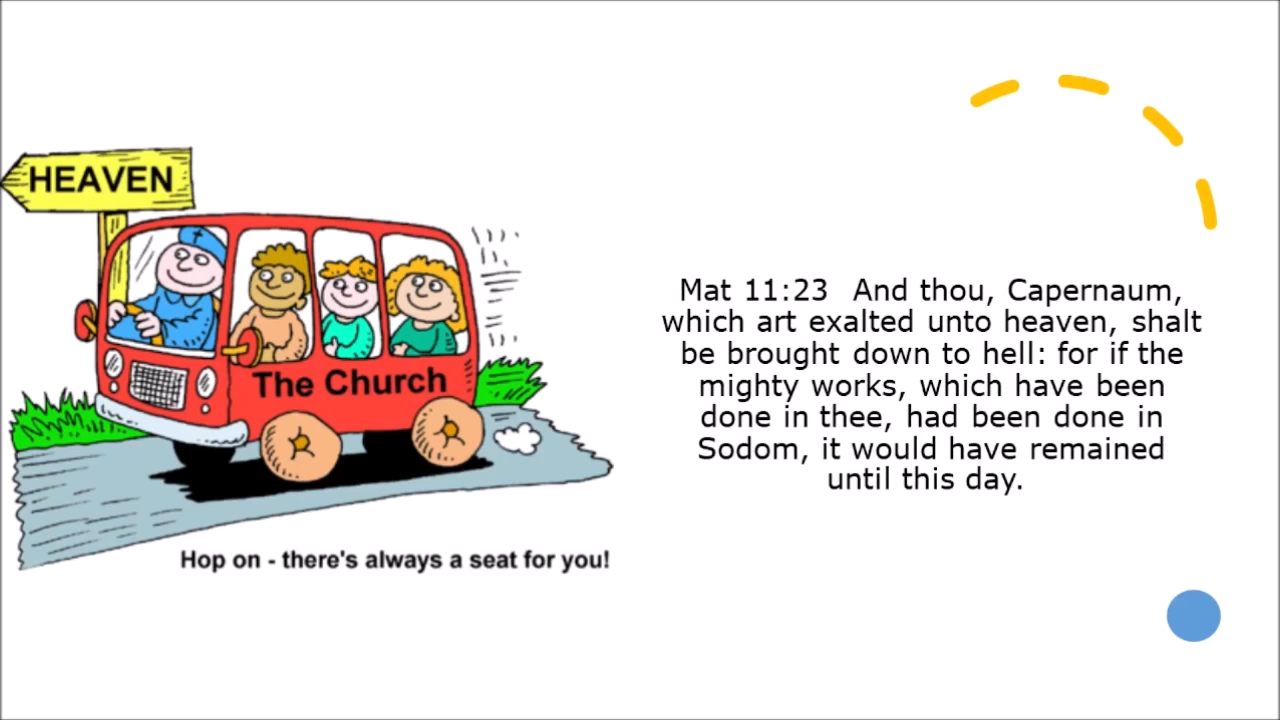 HEAVEN
The Church
Hop on - there's always a seat for you!
Mat 11:23  And thou, Capernaum,
which art exalted unto heaven, shalt
be brought down to hell: for if the
mighty works, which have been
done in thee, had been done in
Sodom, it would have remained
until this day.